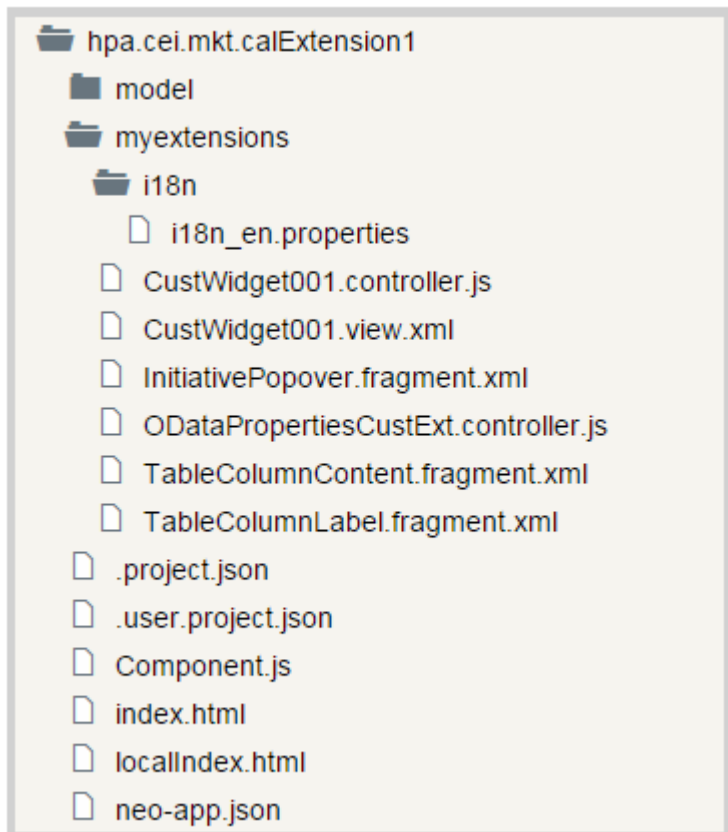 hpa.cei.mkt.calExtension1
model
myextensions
i18n
i18n_en.properties
CustWidget001.controller.js
CustWidget001.view.xml
InitiativePopover.fragment.xml
ODataPropertiesCustExt.controller.js
TableColumnContent.fragment.xml
TableColumnLabel.fragment.xml
.project.json
.user.project.json
Component.js
index.html
localIndex.html
neo-app.json